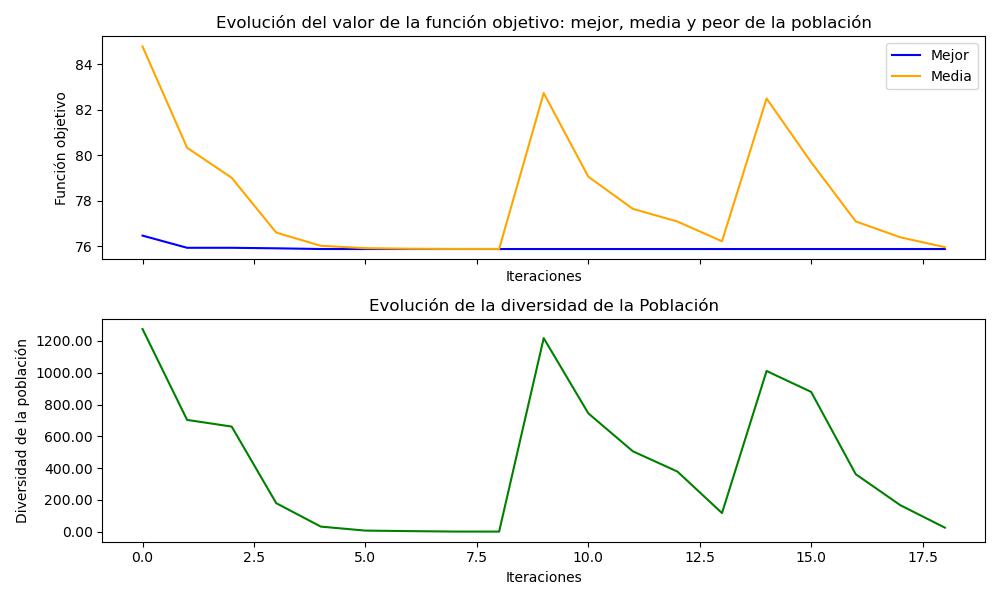 Evolución del valor de la función objetivo: mejor, media y peor de la población
Función objetivo
84
82
80
78
76
Mejor
Media
Iteraciones
Evolución de la diversidad de la Población
Diversidad de la población
1200.00
1000.00
800.00
600.00
400.00
200.00
0.00
0.0 2.5 5.0 7.5 10.0 12.5 15.0 17.5
Iteraciones